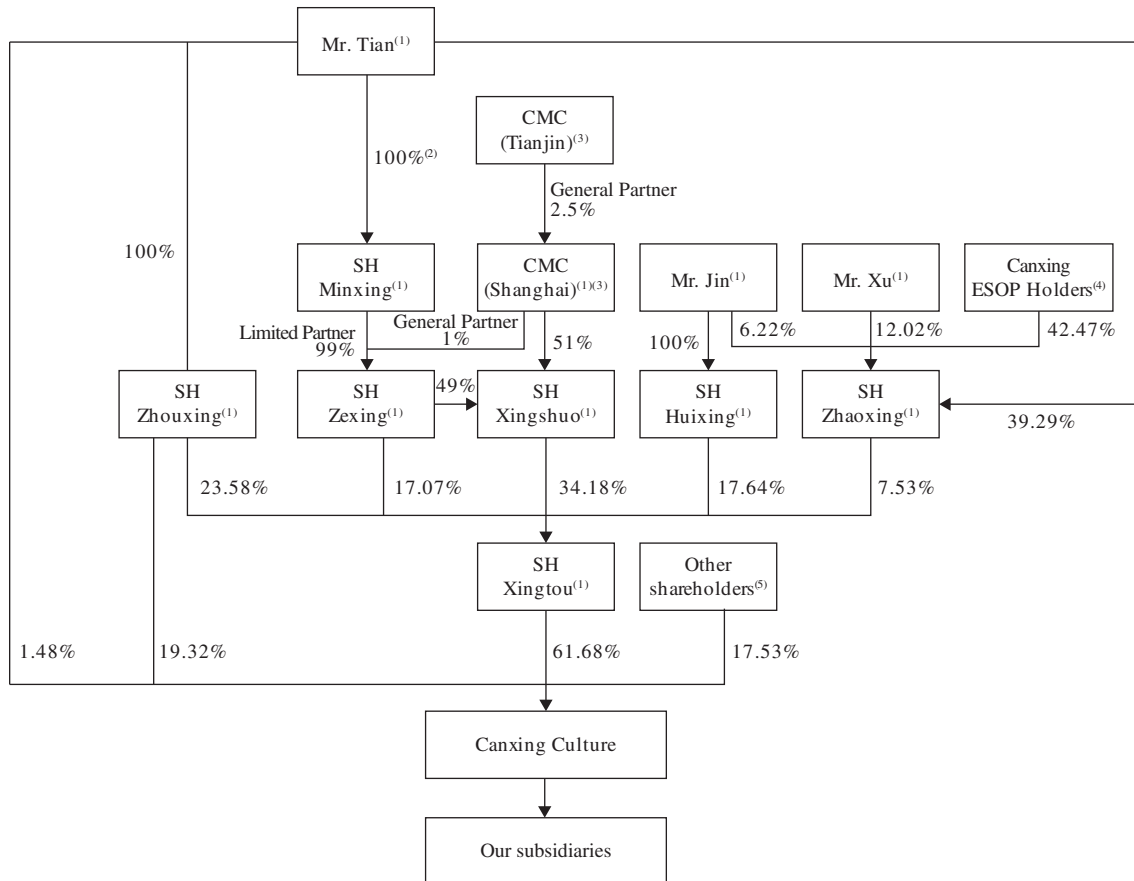 Mr. Tian(1)
CMC
(Tianjin)(3)
100%(2)
General Partner
2.5%
100%
SH
Minxing(1)
CMC
(Shanghai)(1)(3)
Mr. Jin(1)
Mr. Xu(1)
Canxing
ESOP Holders(4)
Limited Partner
99%
General Partner
1%
51%
100%
6.22%
12.02%
42.47%
SH
Zhouxing(1)
SH
Zexing(1)
49%
SH
Xingshuo(1)
SH
Huixing(1)
SH
Zhaoxing(1)
39.29%
23.58%
17.07%
34.18%
17.64%
7.53%
SH
Xingtou(1)
Other
shareholders(5)
1.48%
19.32%
61.68%
17.53%
Canxing Culture
Our subsidiaries